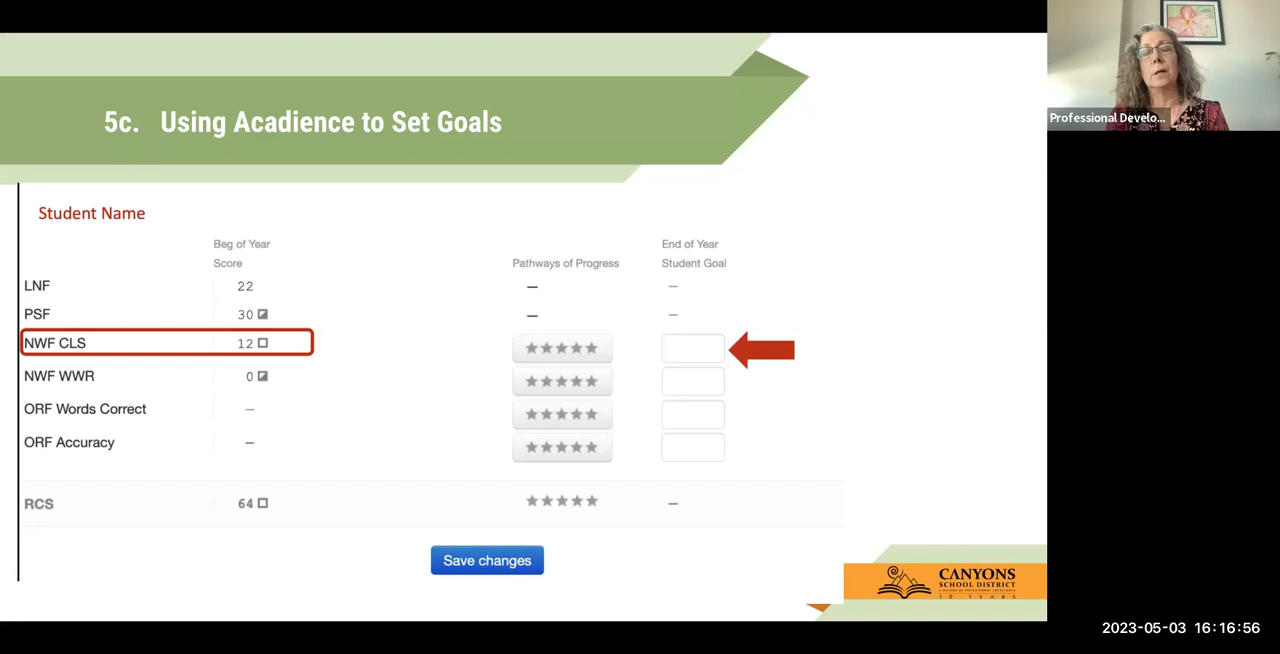 5c. Using Acadience to Set Goals
Professional Develo...
Student Name
Beg of Year
Score
Pathways of Progress
End of Year
Student Goal
LNF 22 – –
PSF 30 – –
NWF CLS 12
NWF WWR 0
ORF Words Correct –
ORF Accuracy –
RCS 64 –
Save changes
CANYONS
SCHOOL DISTRICT
10 YEARS
2023-05-03 16:16:56